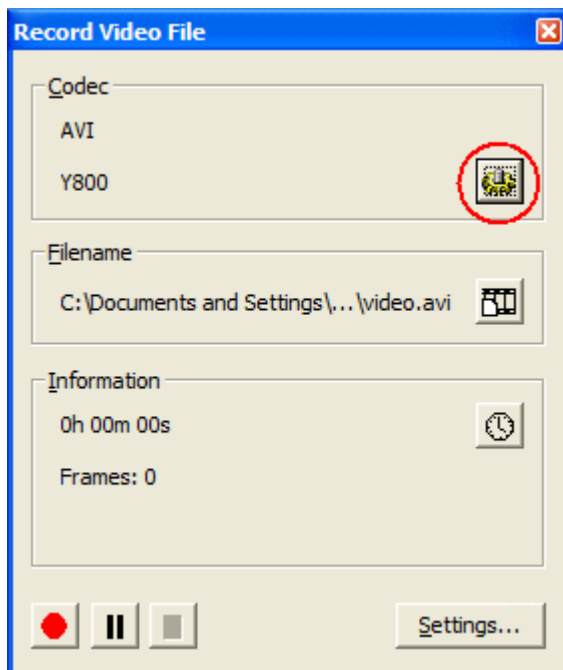 Record Video File
Codec
AVI
Y800
Filename
C:\Documents and Settings\...\video.avi
Information
0h 00m 00s
Frames: 0
Settings...